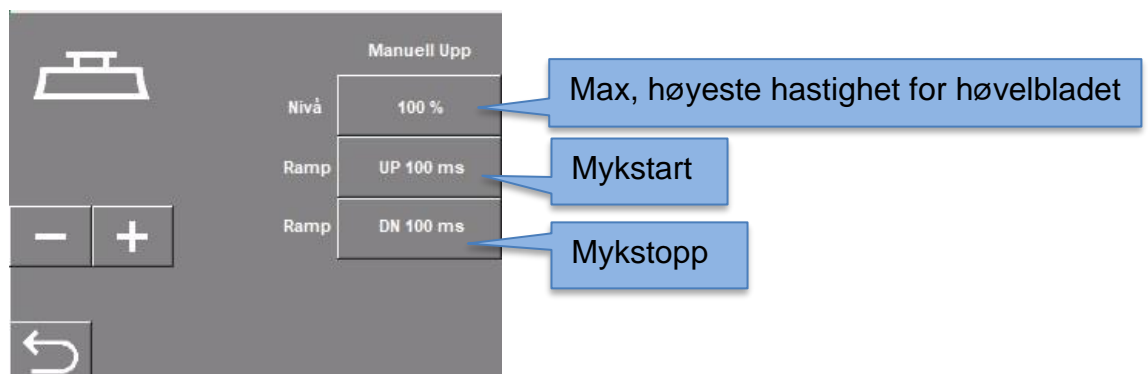 Manuell Upp
Nivå 100 %
Max, høyeste hastighet for høvelbladet
Ramp UP 100 ms
Mykstart
Ramp DN 100 ms
Mykstopp
− +